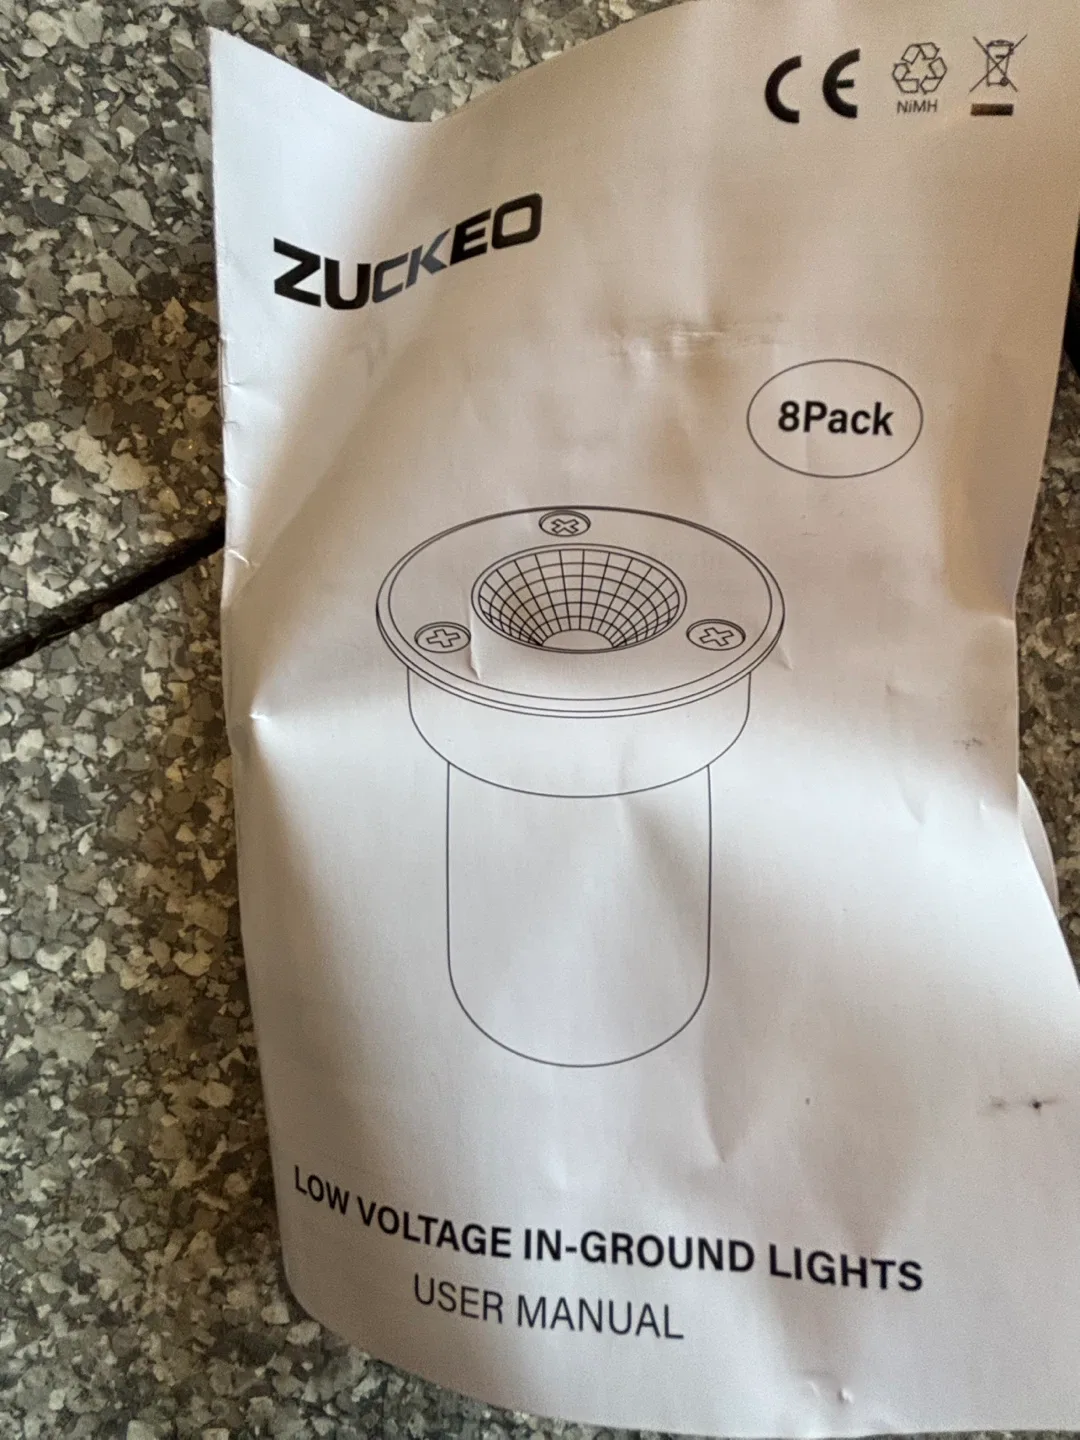 CE
NiMH
ZUCKEO
8Pack
LOW VOLTAGE IN-GROUND LIGHTS
USER MANUAL